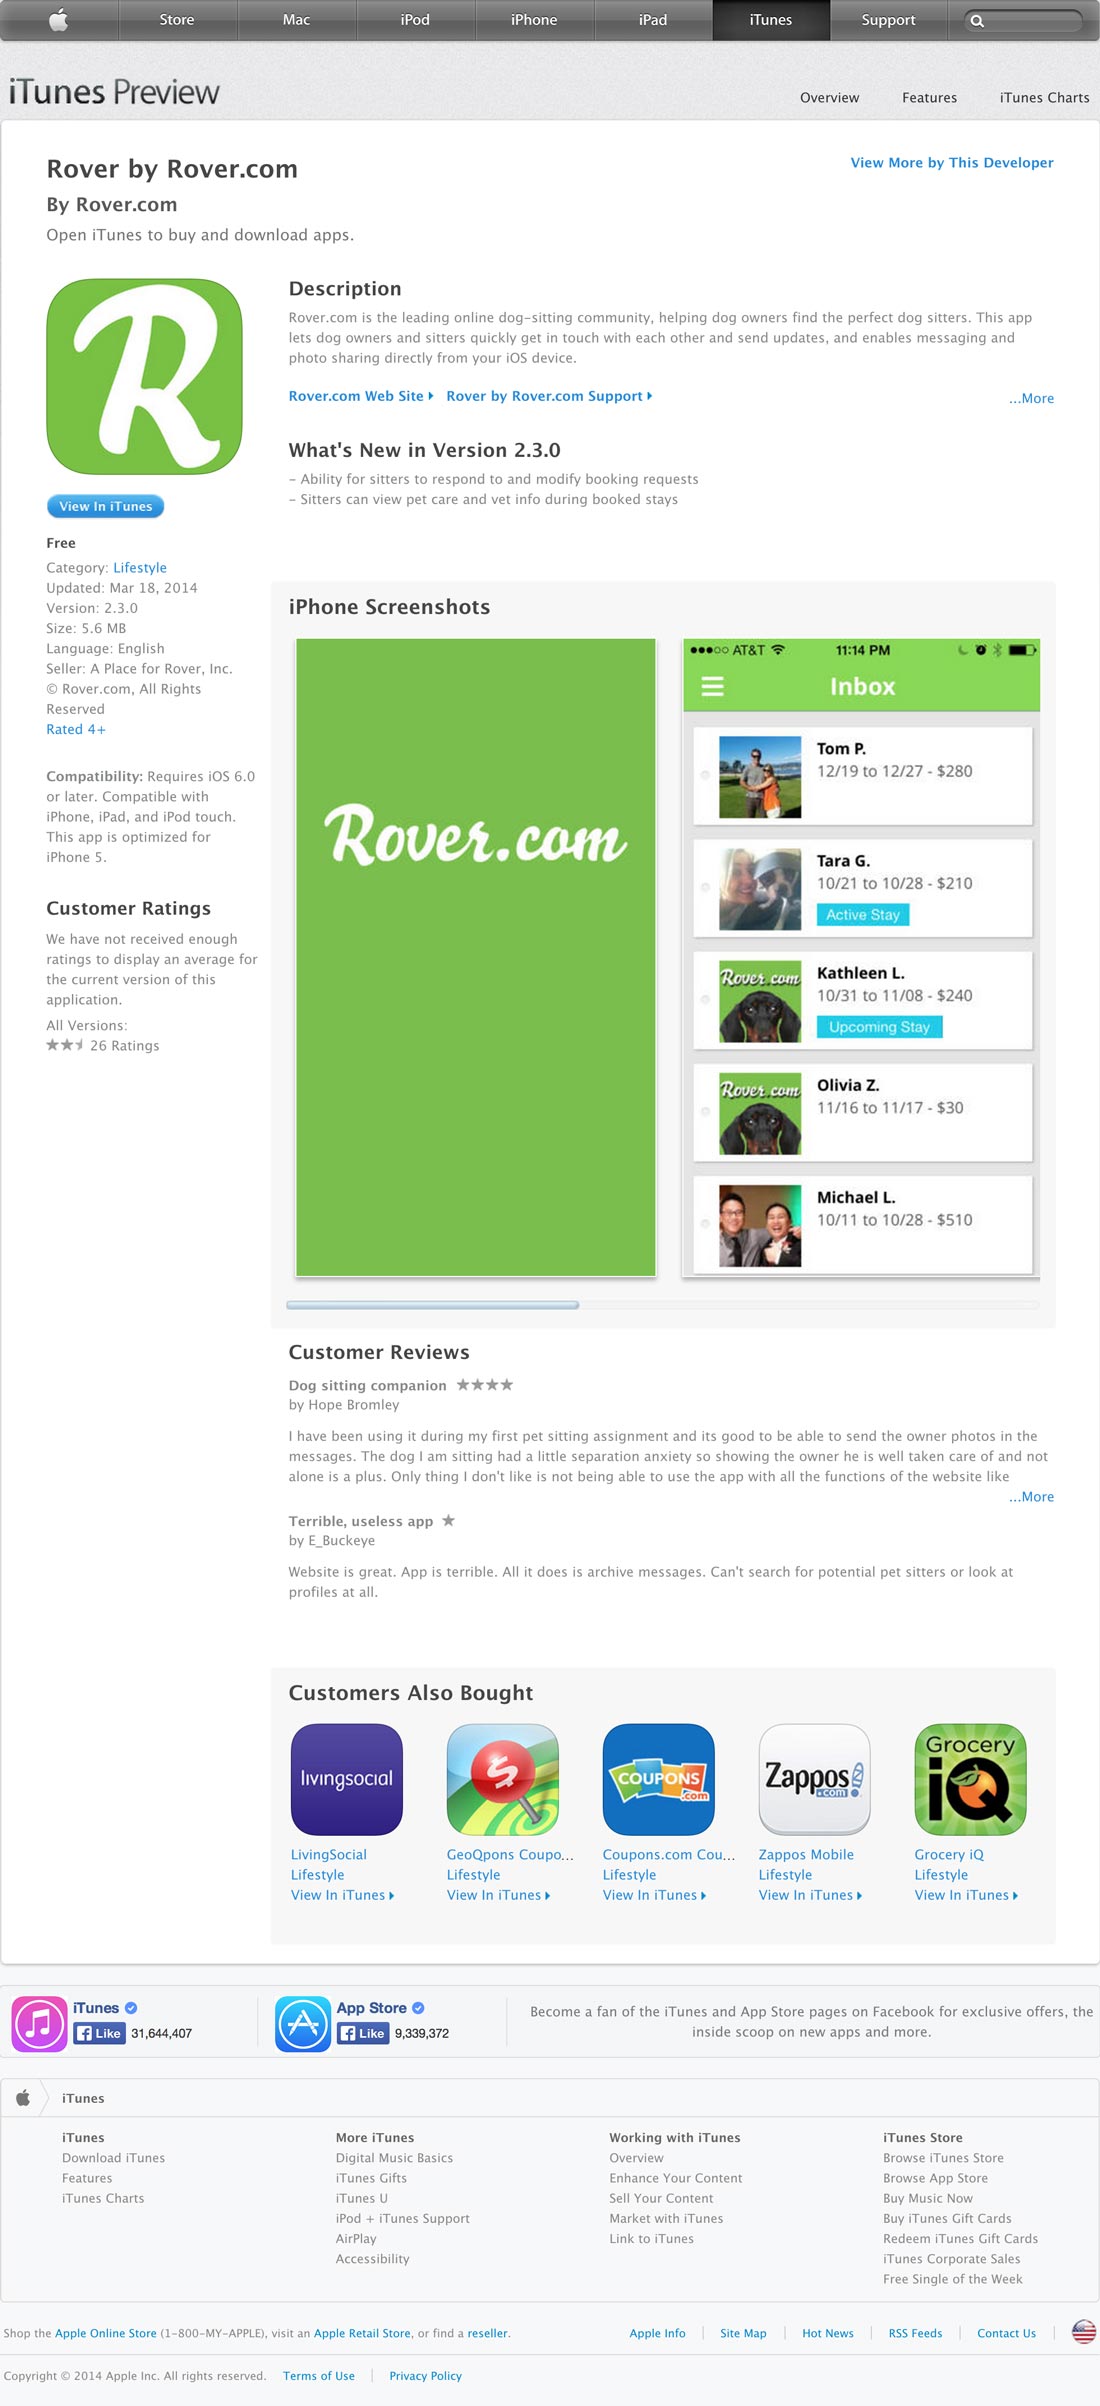 Store
Mac
iPod
iPhone
iPad
iTunes
Support
iTunes Preview
Overview
Features
iTunes Charts
Rover by Rover.com
View More by This Developer
By Rover.com
Open iTunes to buy and download apps.
R
View In iTunes
Free
Category: Lifestyle
Updated: Mar 18, 2014
Version: 2.3.0
Size: 5.6 MB
Language: English
Seller: A Place for Rover, Inc.
© Rover.com, All Rights
Reserved
Rated 4+
Compatibility: Requires iOS 6.0
or later. Compatible with
iPhone, iPad, and iPod touch.
This app is optimized for
iPhone 5.
Customer Ratings
We have not received enough
ratings to display an average for
the current version of this
application.
All Versions:
26 Ratings
Description
Rover.com is the leading online dog-sitting community, helping dog owners find the perfect dog sitters. This app
lets dog owners and sitters quickly get in touch with each other and send updates, and enables messaging and
photo sharing directly from your iOS device.
Rover.com Web Site
Rover by Rover.com Support
...More
What's New in Version 2.3.0
- Ability for sitters to respond to and modify booking requests
- Sitters can view pet care and vet info during booked stays
iPhone Screenshots
Rover.com
AT&T
11:14 PM
Inbox
Tom P.
12/19 to 12/27 - $280
Tara G.
10/21 to 10/28 - $210
Active Stay
Rover.com
Kathleen L.
10/31 to 11/08 - $240
Upcoming Stay
Rover.com
Olivia Z.
11/16 to 11/17 - $30
Michael L.
10/11 to 10/28 - $510
Customer Reviews
Dog sitting companion ★★★★
by Hope Bromley
I have been using it during my first pet sitting assignment and its good to be able to send the owner photos in the
messages. The dog I am sitting had a little separation anxiety so showing the owner he is well taken care of and not
alone is a plus. Only thing I don't like is not being able to use the app with all the functions of the website like
...More
Terrible, useless app ★
by E_Buckeye
Website is great. App is terrible. All it does is archive messages. Can't search for potential pet sitters or look at
profiles at all.
Customers Also Bought
livingsocial
$
COUPONS
.com
Zappos
.com
Grocery
iQ
LivingSocial
Lifestyle
View In iTunes
GeoQpons Coupo...
Lifestyle
View In iTunes
Coupons.com Cou...
Lifestyle
View In iTunes
Zappos Mobile
Lifestyle
View In iTunes
Grocery iQ
Lifestyle
View In iTunes
iTunes
Like 31,644,407
App Store
Like 9,339,372
Become a fan of the iTunes and App Store pages on Facebook for exclusive offers, the
inside scoop on new apps and more.
iTunes
iTunes
Download iTunes
Features
iTunes Charts
More iTunes
Digital Music Basics
iTunes Gifts
iTunes U
iPod + iTunes Support
AirPlay
Accessibility
Working with iTunes
Overview
Enhance Your Content
Sell Your Content
Market with iTunes
Link to iTunes
iTunes Store
Browse iTunes Store
Browse App Store
Buy Music Now
Buy iTunes Gift Cards
Redeem iTunes Gift Cards
iTunes Corporate Sales
Free Single of the Week
Shop the Apple Online Store (1-800-MY-APPLE), visit an Apple Retail Store, or find a reseller.
Apple Info
Site Map
Hot News
RSS Feeds
Contact Us
Copyright © 2014 Apple Inc. All rights reserved.
Terms of Use
Privacy Policy